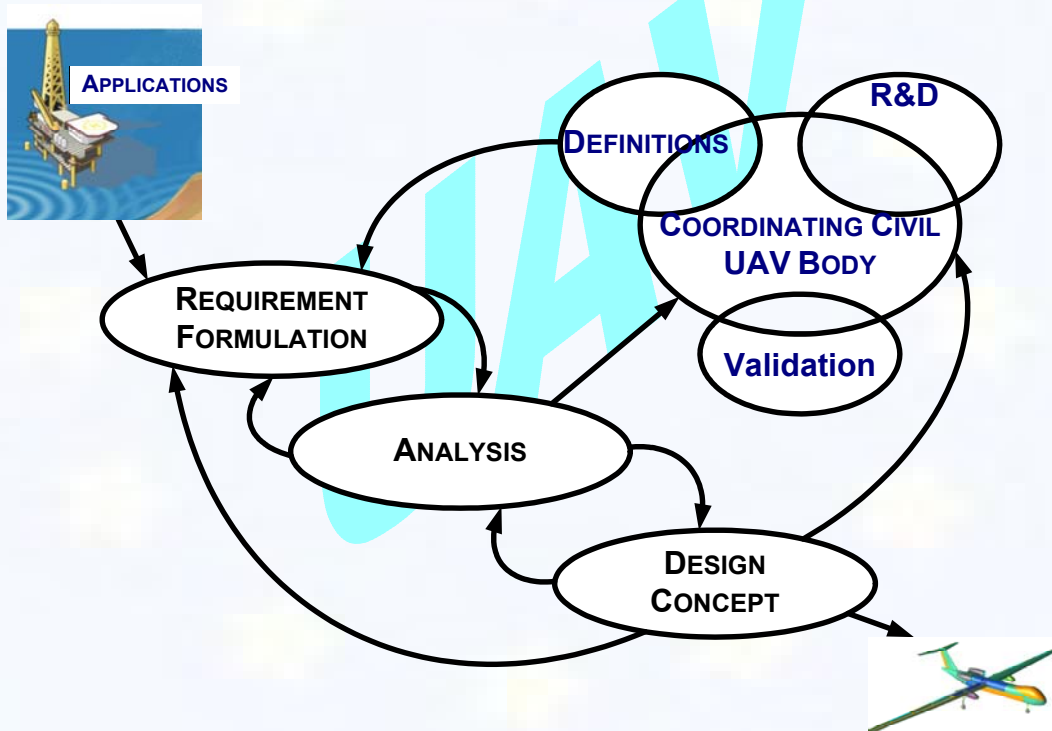 APPLICATIONS
R&D
DEFINITIONS
COORDINATING CIVIL
UAV BODY
REQUIREMENT
FORMULATION
Validation
ANALYSIS
DESIGN
CONCEPT
UAV